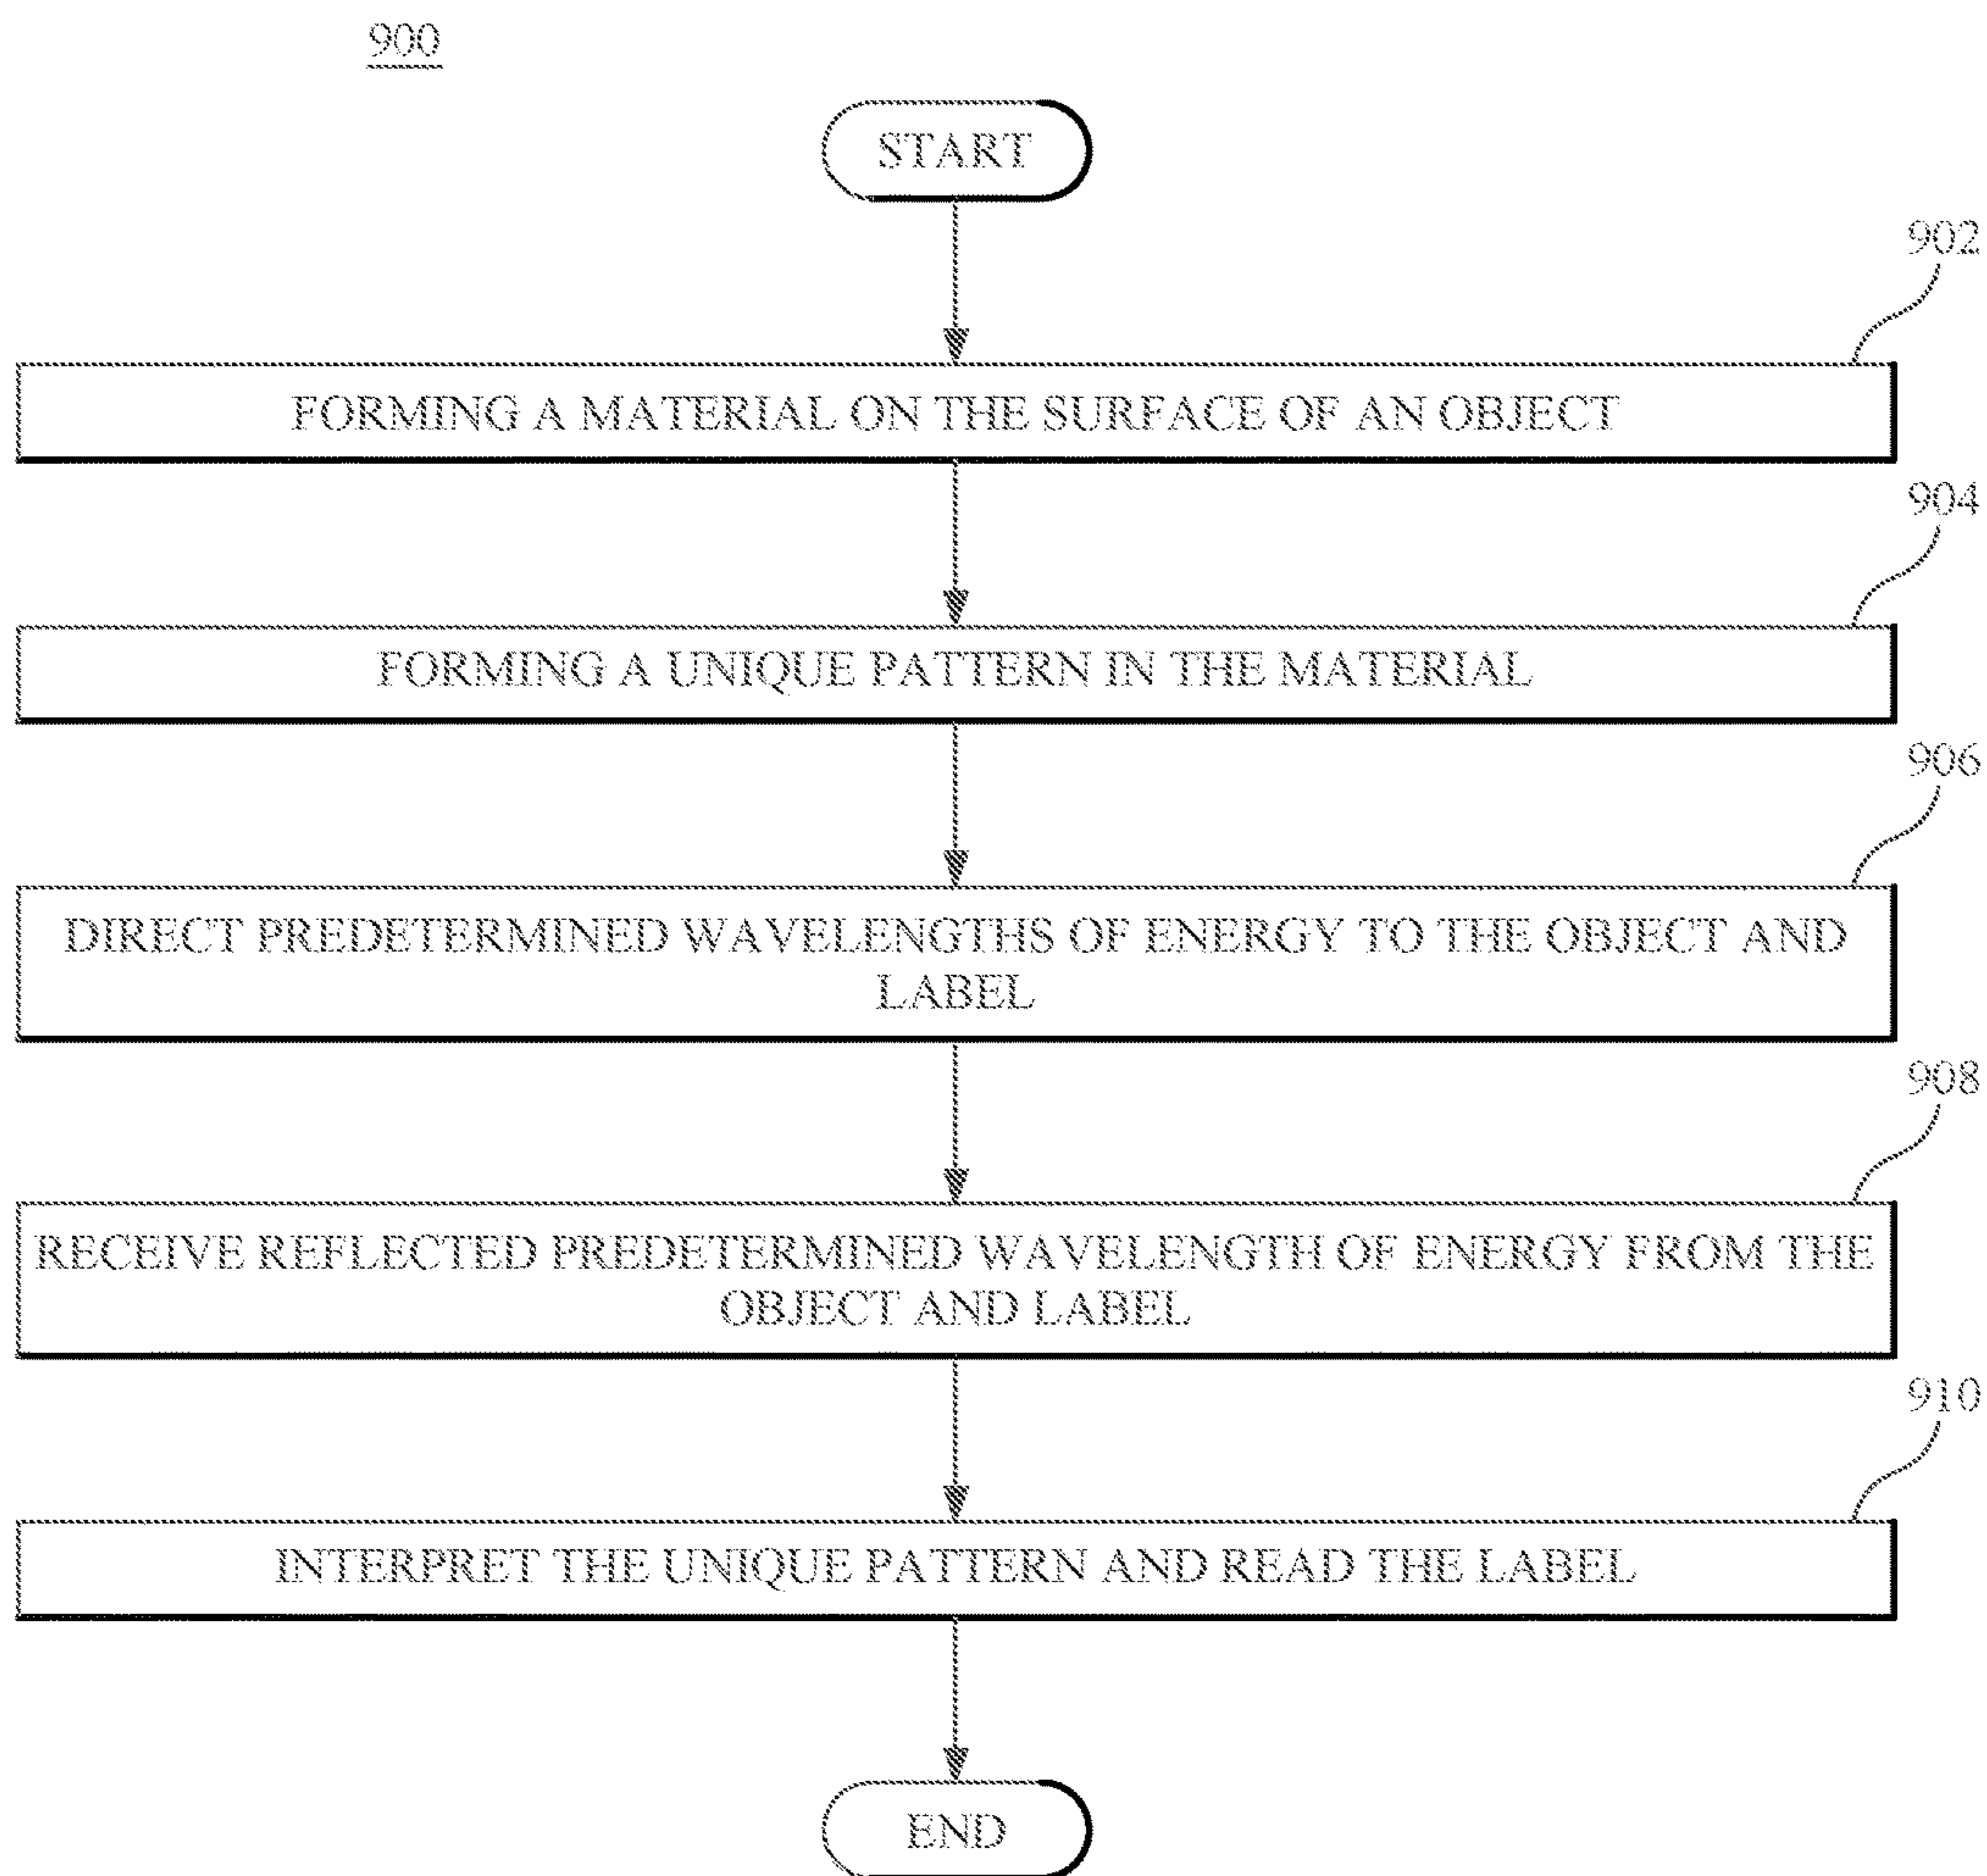 900
START
902
FORMING A MATERIAL ON THE SURFACE OF AN OBJECT
904
FORMING A UNIQUE PATTERN IN THE MATERIAL
906
DIRECT PREDETERMINED WAVELENGTHS OF ENERGY TO THE OBJECT AND
LABEL
908
RECEIVE REFLECTED PREDETERMINED WAVELENGTH OF ENERGY FROM THE
OBJECT AND LABEL
910
INTERPRET THE UNIQUE PATTERN AND READ THE LABEL
END